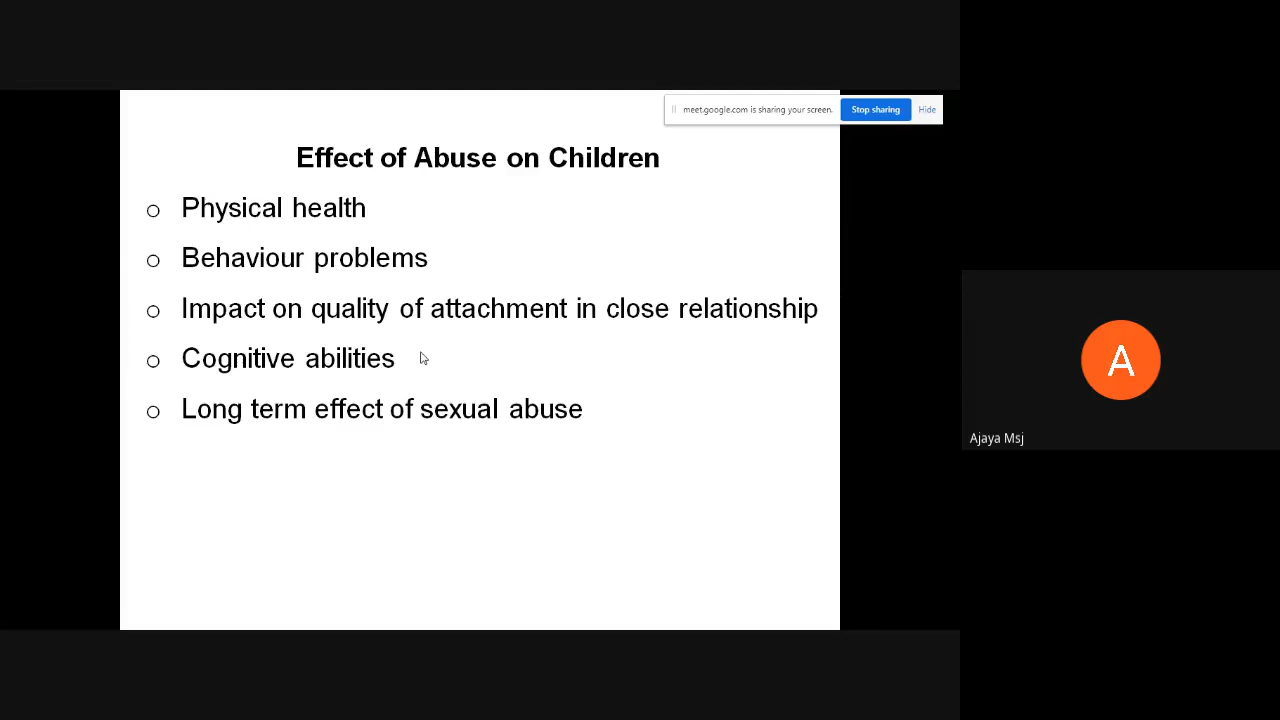 meet.google.com is sharing your screen. Stop sharing Hide
Effect of Abuse on Children
o Physical health
o Behaviour problems
o Impact on quality of attachment in close relationship
o Cognitive abilities
o Long term effect of sexual abuse
A
Ajaya Msj